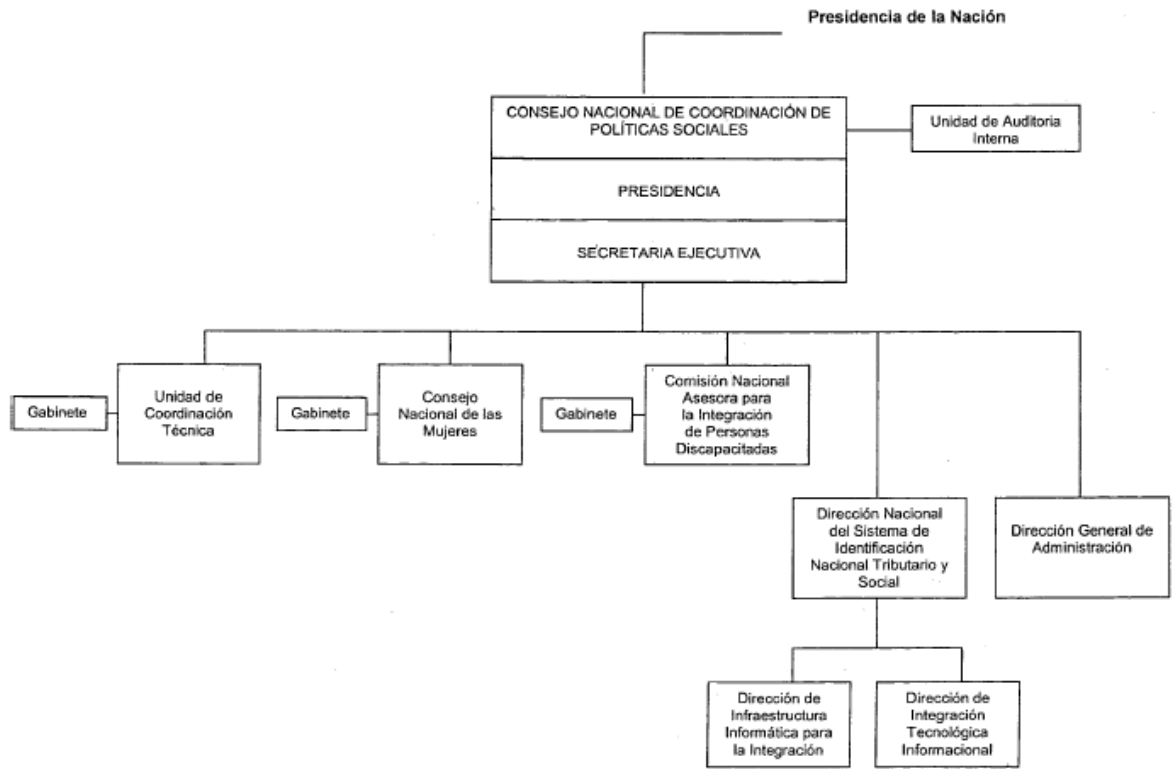 Presidencia de la Nación
CONSEJO NACIONAL DE COORDINACIÓN DE
POLÍTICAS SOCIALES
Unidad de Auditoria
Interna
PRESIDENCIA
SECRETARIA EJECUTIVA
Gabinete
Unidad de
Coordinación
Técnica
Gabinete
Consejo
Nacional de las
Mujeres
Gabinete
Comisión Nacional
Asesora para
la Integración
de Personas
Discapacitadas
Dirección Nacional
del Sistema de
Identificación
Nacional Tributario y
Social
Dirección General de
Administración
Dirección de
Infraestructura
Informática para
la Integración
Dirección de
Integración
Tecnológica
Informacional